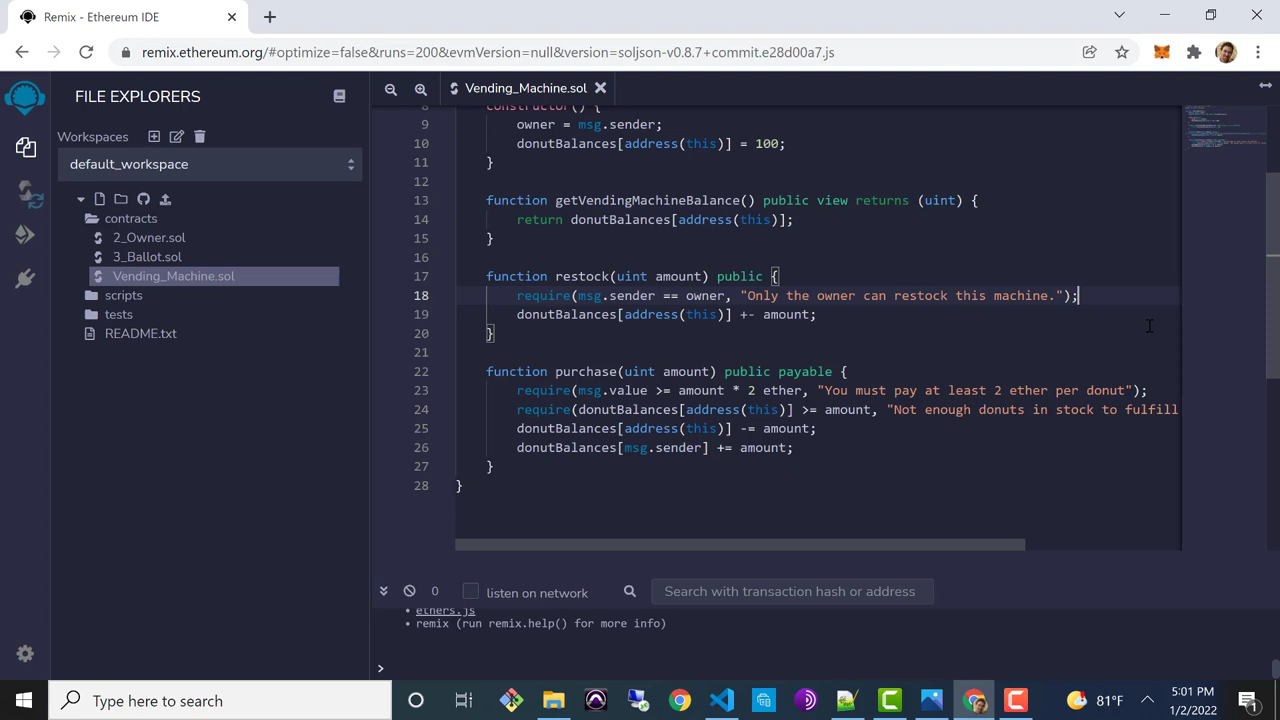 Remix - Ethereum IDE
remix.ethereum.org/#optimize=false&runs=200&evmVersion=null&version=soljson-v0.8.7+commit.e28d00a7.js
FILE EXPLORERS
Vending_Machine.sol
Workspaces
default_workspace
contracts
2_Owner.sol
3_Ballot.sol
Vending_Machine.sol
scripts
tests
README.txt
8 constructor() {
9 owner = msg.sender;
10 donutBalances[address(this)] = 100;
11 }
12
13 function getVendingMachineBalance() public view returns (uint) {
14 return donutBalances[address(this)];
15 }
16
17 function restock(uint amount) public {
18 require(msg.sender == owner, "Only the owner can restock this machine.");
19 donutBalances[address(this)] +- amount;
20 }
21
22 function purchase(uint amount) public payable {
23 require(msg.value >= amount * 2 ether, "You must pay at least 2 ether per donut");
24 require(donutBalances[address(this)] >= amount, "Not enough donuts in stock to fulfill
25 donutBalances[address(this)] -= amount;
26 donutBalances[msg.sender] += amount;
27 }
28 }
0 listen on network Search with transaction hash or address
• ethers.js
• remix (run remix.help() for more info)
>
Type here to search
81°F
5:01 PM
1/2/2022
1